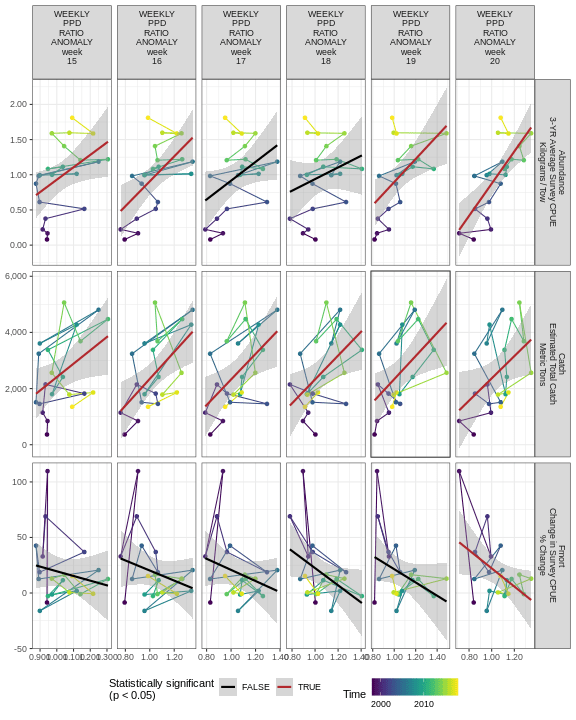 WEEKLY PPD RATIO ANOMALY week 15
WEEKLY PPD RATIO ANOMALY week 16
WEEKLY PPD RATIO ANOMALY week 17
WEEKLY PPD RATIO ANOMALY week 18
WEEKLY PPD RATIO ANOMALY week 19
WEEKLY PPD RATIO ANOMALY week 20
2.00
1.50
1.00
0.50
0.00
Abundance
3-YR Average Survey CPUE
Kilograms / Tow
6,000
4,000
2,000
0
Catch
Estimated Total Catch
Metric Tons
100
50
0
-50
Fmort
Change in Survey CPUE
% Change
0.900 1.000 1.100 1.200 1.300
0.80 1.00 1.20
0.80 1.00 1.20 1.40
0.80 1.00 1.20 1.40
0.80 1.00 1.20 1.40
0.80 1.00 1.20
Statistically significant
(p < 0.05)
FALSE
TRUE
Time
2000 2010